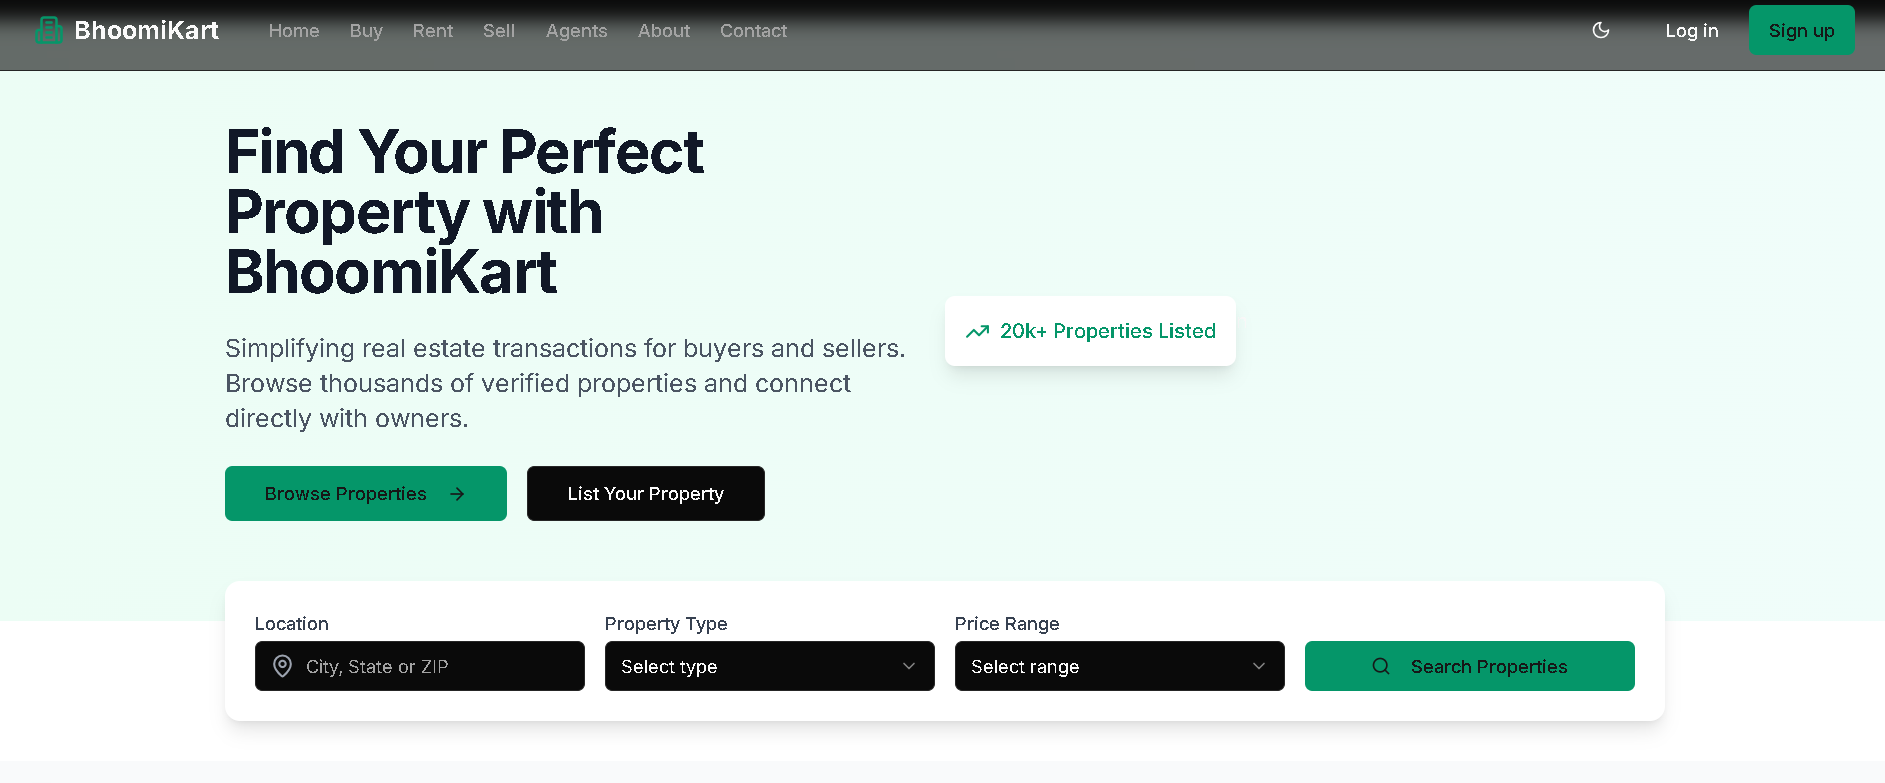 BhoomiKart
Home Buy Rent Sell Agents About Contact
Log in
Sign up
Find Your Perfect
Property with
BhoomiKart
Simplifying real estate transactions for buyers and sellers.
Browse thousands of verified properties and connect
directly with owners.
Browse Properties
List Your Property
20k+ Properties Listed
Location
City, State or ZIP
Property Type
Select type
Price Range
Select range
Search Properties